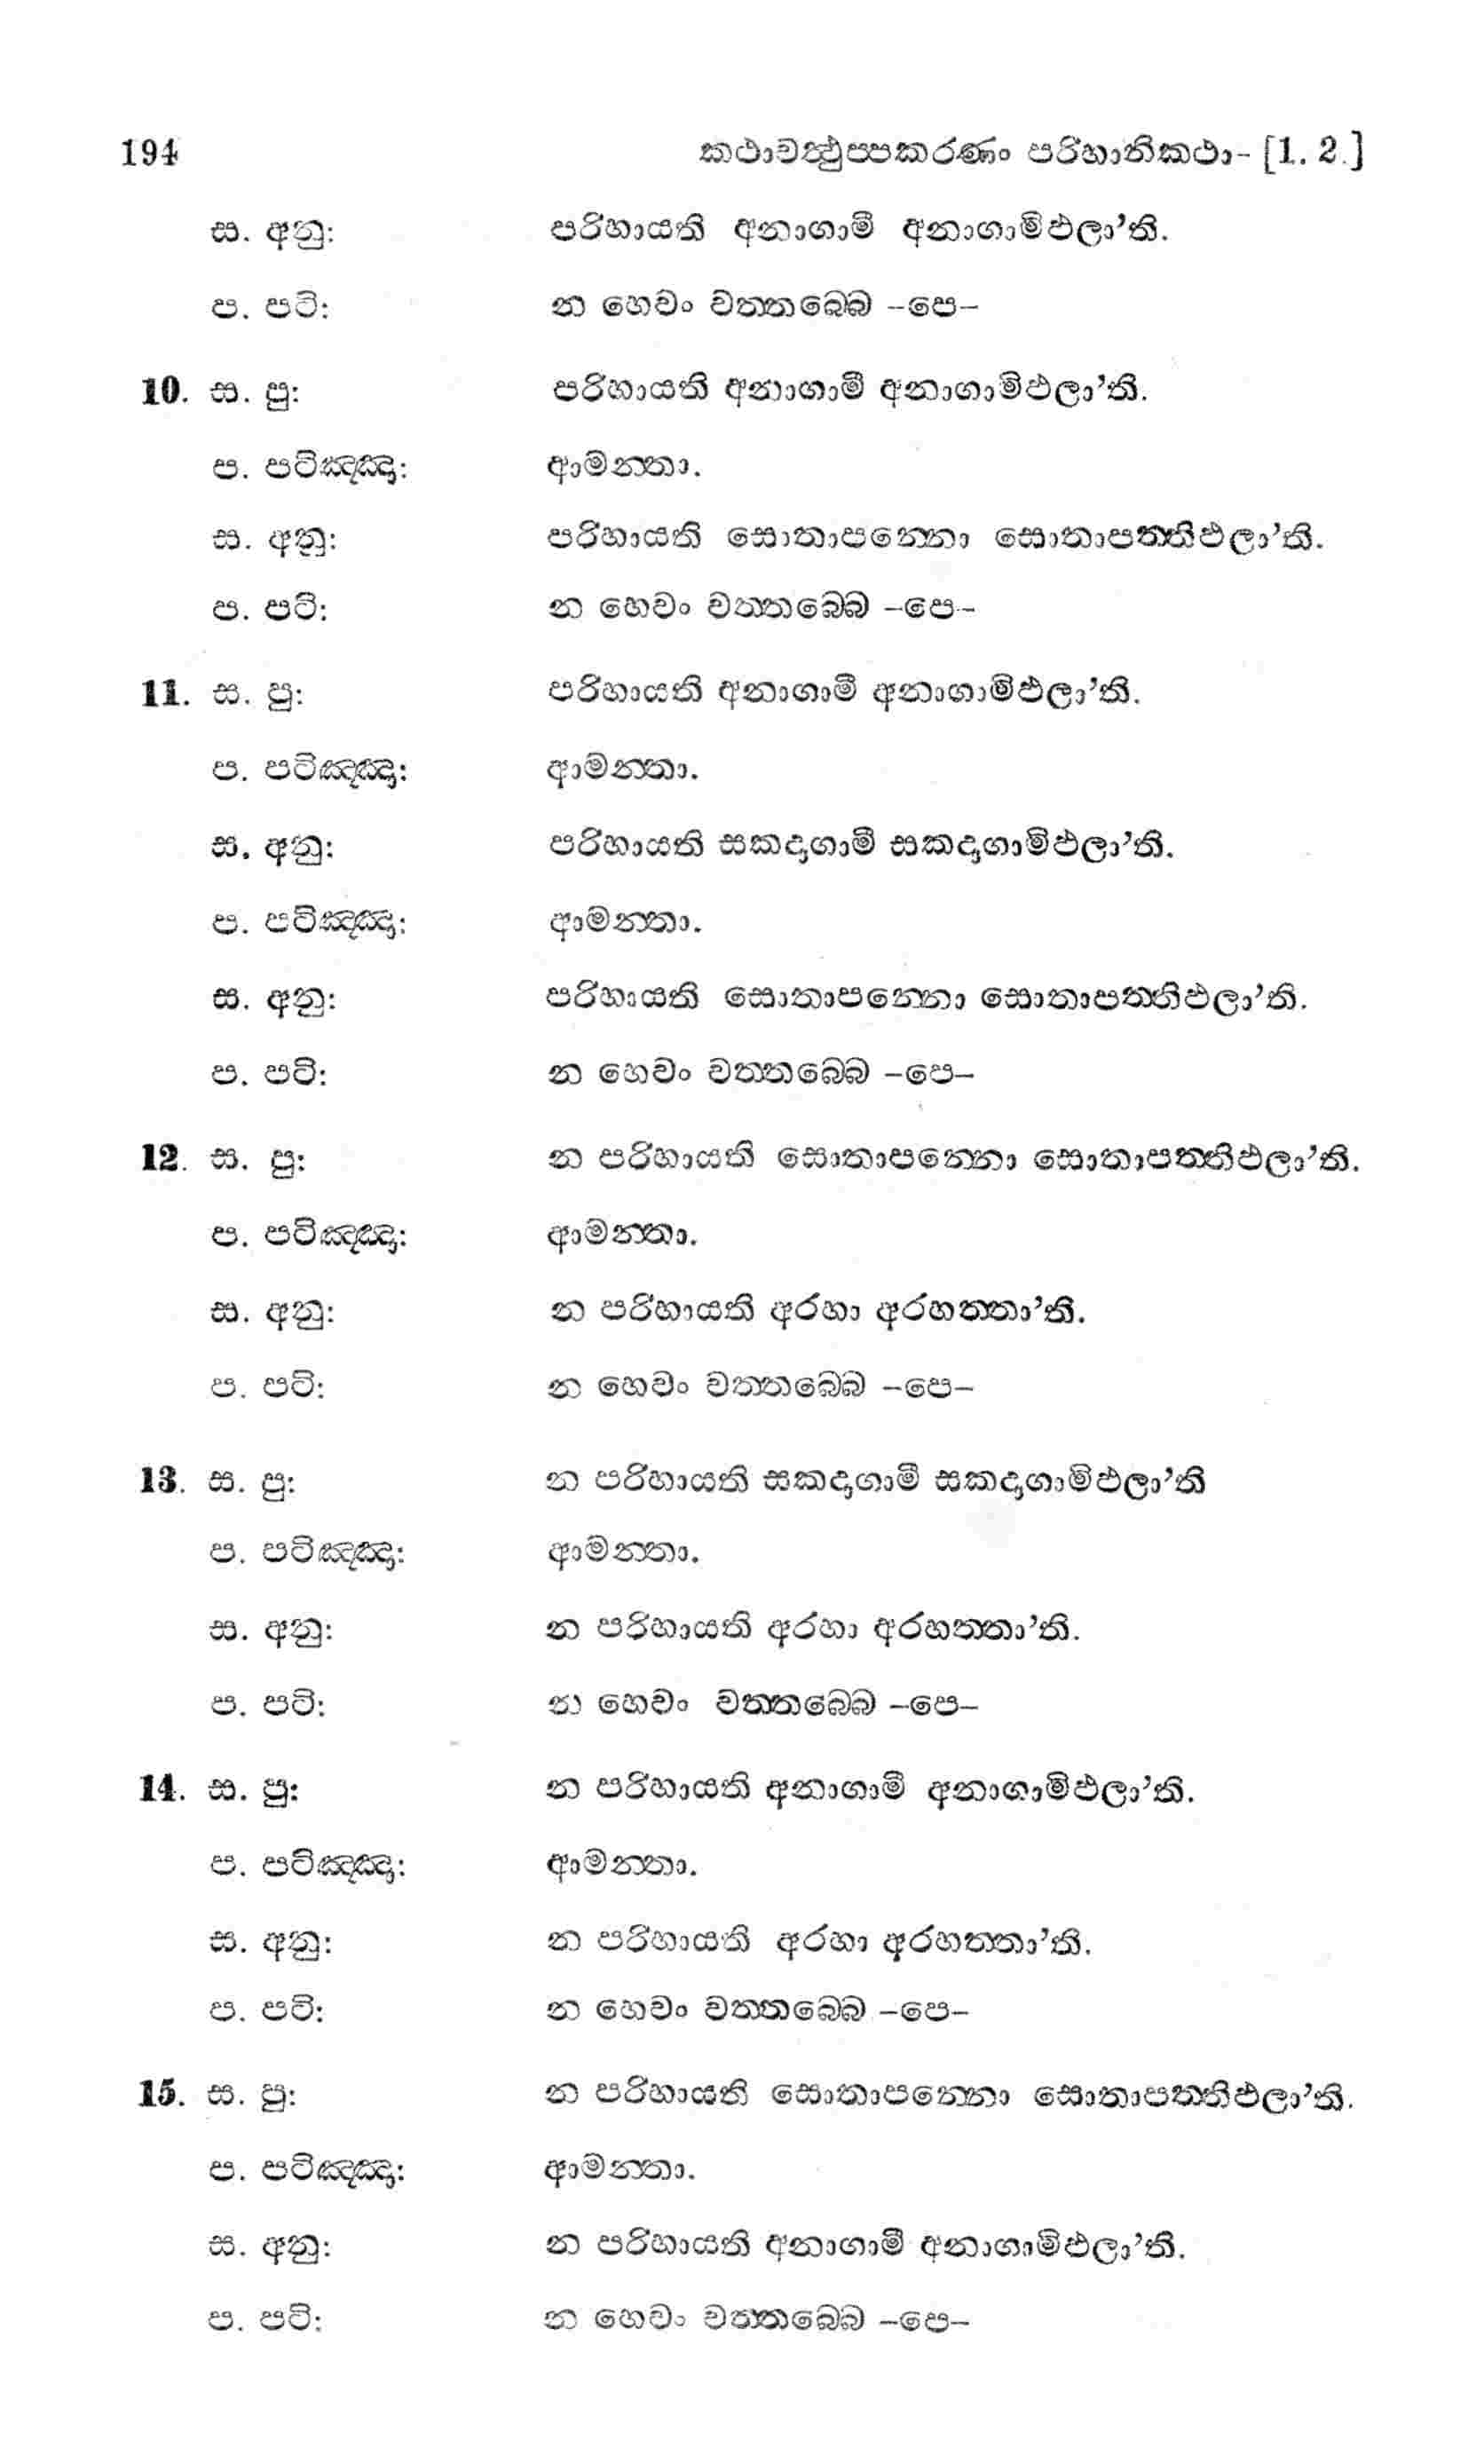 194 කථාවත්ථුප්පකරණං පරිහානිකථා- [1. 2.]
ස. අනු: පරිහායති අනාගාමී අනාගාමිඵලා’ති.
ප. පටි: න හෙවං වත්තබ්බෙ –පෙ–
10. ස. පු: පරිහායති අනාගාමී අනාගාමිඵලා’ති.
ප. පටිඤ්ඤා: ආමන්තා.
ස. අනු: පරිහායති සොතාපන්නො සොතාපත්තිඵලා’ති.
ප. පටි: න හෙවං වත්තබ්බෙ –පෙ–
11. ස. පු: පරිහායති අනාගාමී අනාගාමිඵලා’ති.
ප. පටිඤ්ඤා: ආමන්තා.
ස. අනු: පරිහායති සකදාගාමී සකදාගාමිඵලා’ති.
ප. පටිඤ්ඤා: ආමන්තා.
ස. අනු: පරිහායති සොතාපන්නො සොතාපත්තිඵලා’ති.
ප. පටි: න හෙවං වත්තබ්බෙ –පෙ–
12. ස. පු: න පරිහායති සොතාපන්නො සොතාපත්තිඵලා’ති.
ප. පටිඤ්ඤා: ආමන්තා.
ස. අනු: න පරිහායති අරහා අරහත්තා’ති.
ප. පටි: න හෙවං වත්තබ්බෙ –පෙ–
13. ස. පු: න පරිහායති සකදාගාමී සකදාගාමිඵලා’ති
ප. පටිඤ්ඤා: ආමන්තා.
ස. අනු: න පරිහායති අරහා අරහත්තා’ති.
ප. පටි: න හෙවං වත්තබ්බෙ –පෙ–
14. ස. පු: න පරිහායති අනාගාමී අනාගාමිඵලා’ති.
ප. පටිඤ්ඤා: ආමන්තා.
ස. අනු: න පරිහායති අරහා අරහත්තා’ති.
ප. පටි: න හෙවං වත්තබ්බෙ –පෙ–
15. ස. පු: න පරිහායති සොතාපන්නො සොතාපත්තිඵලා’ති.
ප. පටිඤ්ඤා: ආමන්තා.
ස. අනු: න පරිහායති අනාගාමී අනාගාමිඵලා’ති.
ප. පටි: න හෙවං වත්තබ්බෙ –පෙ–